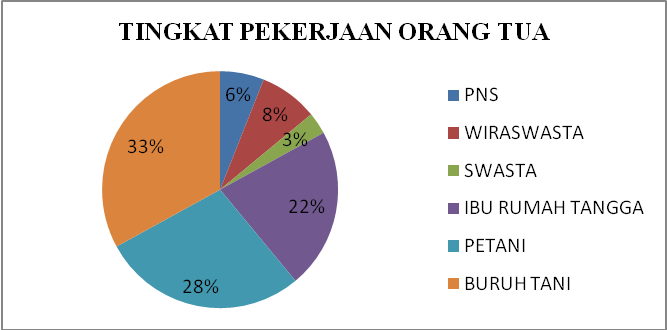 TINGKAT PEKERJAAN ORANG TUA
6%
8%
3%
22%
28%
33%
PNS
WIRASWASTA
SWASTA
IBU RUMAH TANGGA
PETANI
BURUH TANI